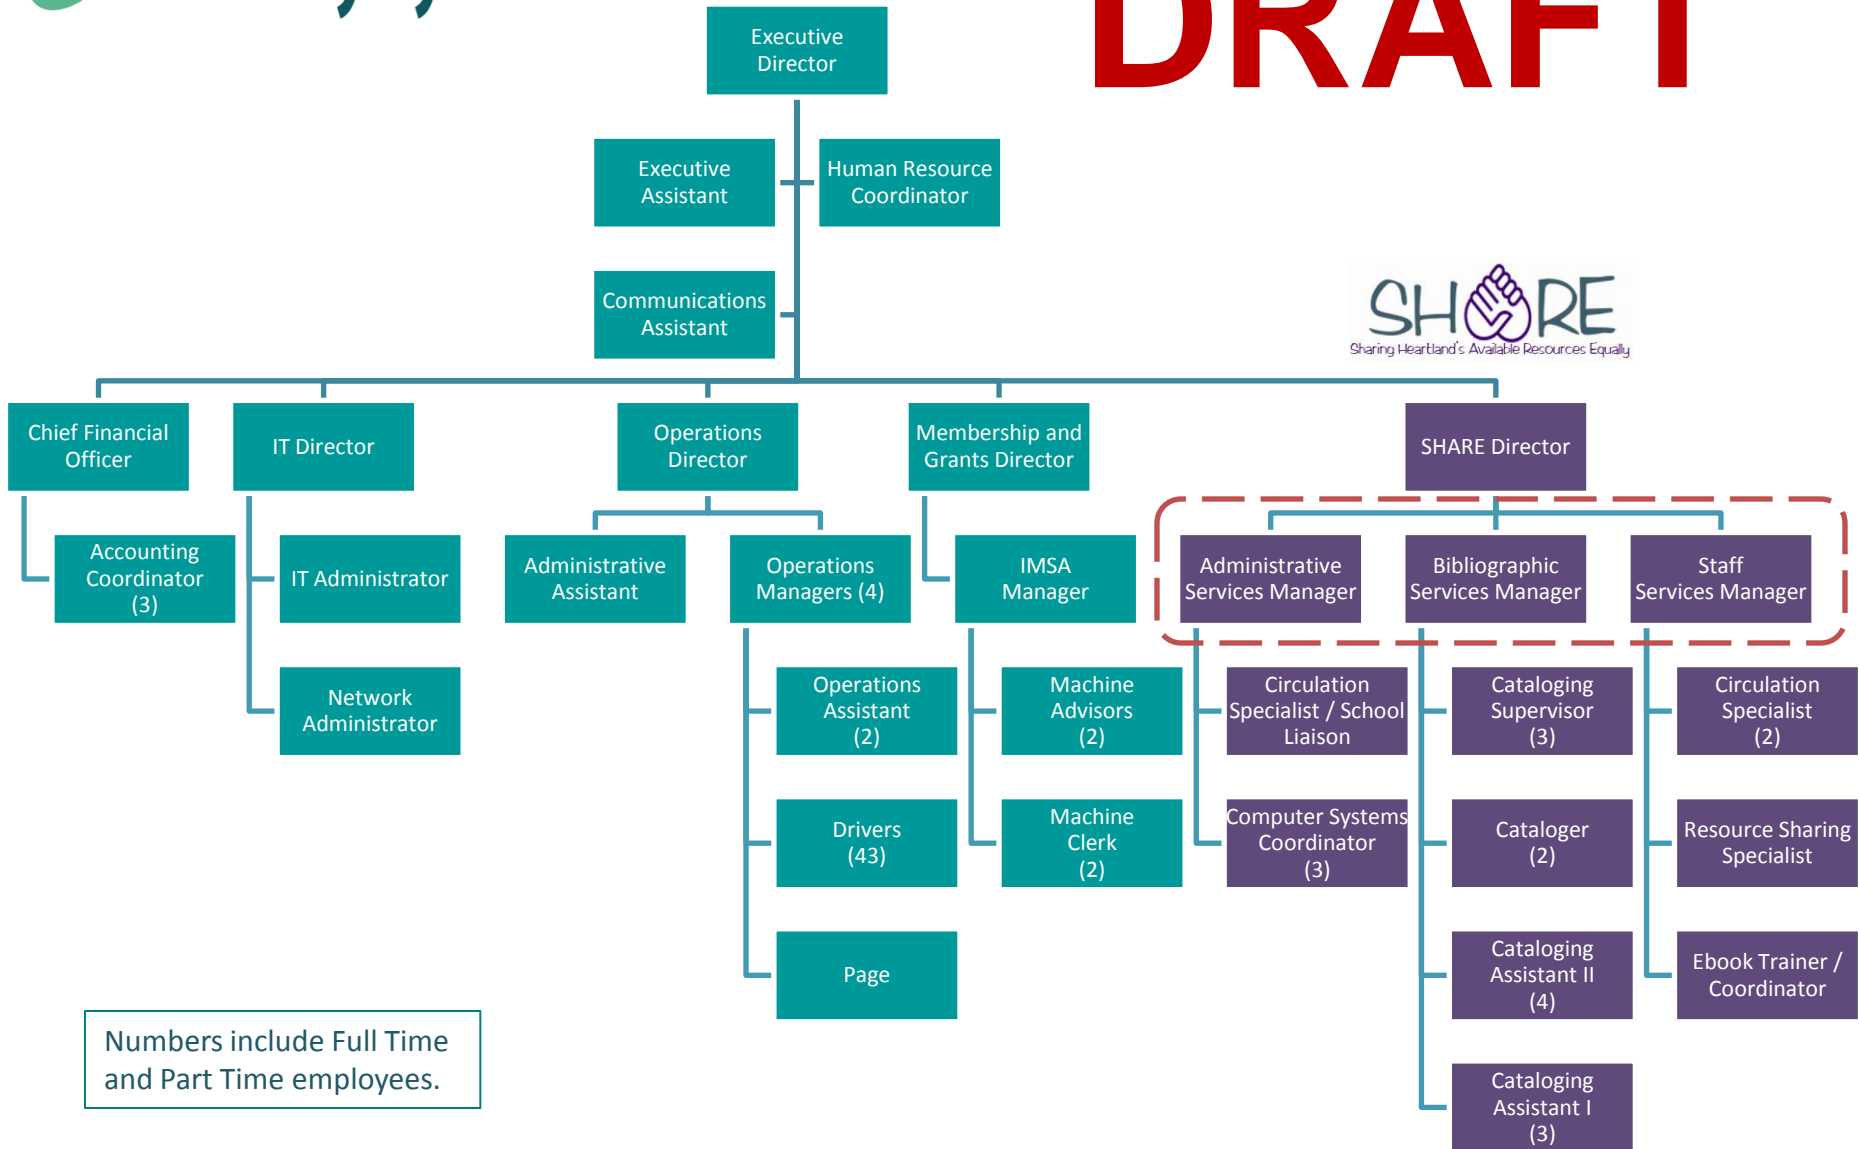 DRAFT
Executive
Director
Executive
Assistant
Human Resource
Coordinator
Communications
Assistant
SHARE
Sharing Heartland's Available Resources Equally
Chief Financial
Officer
IT Director
Operations
Director
Membership and
Grants Director
SHARE Director
Accounting
Coordinator
(3)
IT Administrator
Administrative
Assistant
Operations
Managers (4)
IMSA
Manager
Administrative
Services Manager
Bibliographic
Services Manager
Staff
Services Manager
Network
Administrator
Operations
Assistant
(2)
Machine
Advisors
(2)
Circulation
Specialist / School
Liaison
Cataloging
Supervisor
(3)
Circulation
Specialist
(2)
Drivers
(43)
Machine
Clerk
(2)
Computer Systems
Coordinator
(3)
Cataloger
(2)
Resource Sharing
Specialist
Page
Cataloging
Assistant II
(4)
Ebook Trainer /
Coordinator
Numbers include Full Time
and Part Time employees.
Cataloging
Assistant I
(3)